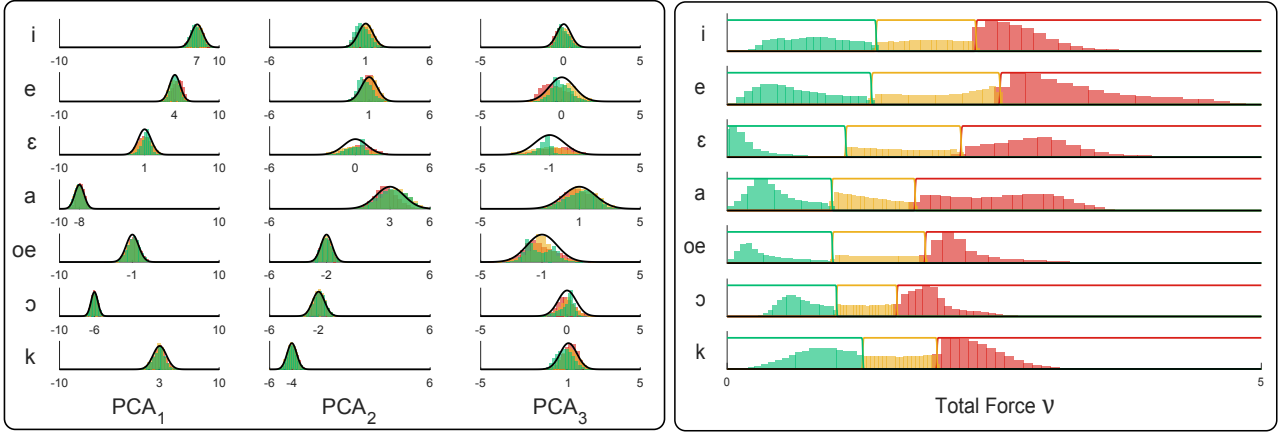 i
-10 7 10
-6 1 6
-5 0 5
e
-10 4 10
-6 1 6
-5 0 5
ε
-10 1 10
-6 0 6
-5 -1 5
a
-10 -8 10
-6 3 6
-5 1 5
oe
-10 -1 10
-6 -2 6
-5 -1 5
ɔ
-10 -6 10
-6 -2 6
-5 0 5
k
-10 3 10
-6 -4 6
-5 1 5
PCA1
PCA2
PCA3
i
e
ε
a
oe
ɔ
k
0 5
Total Force ν